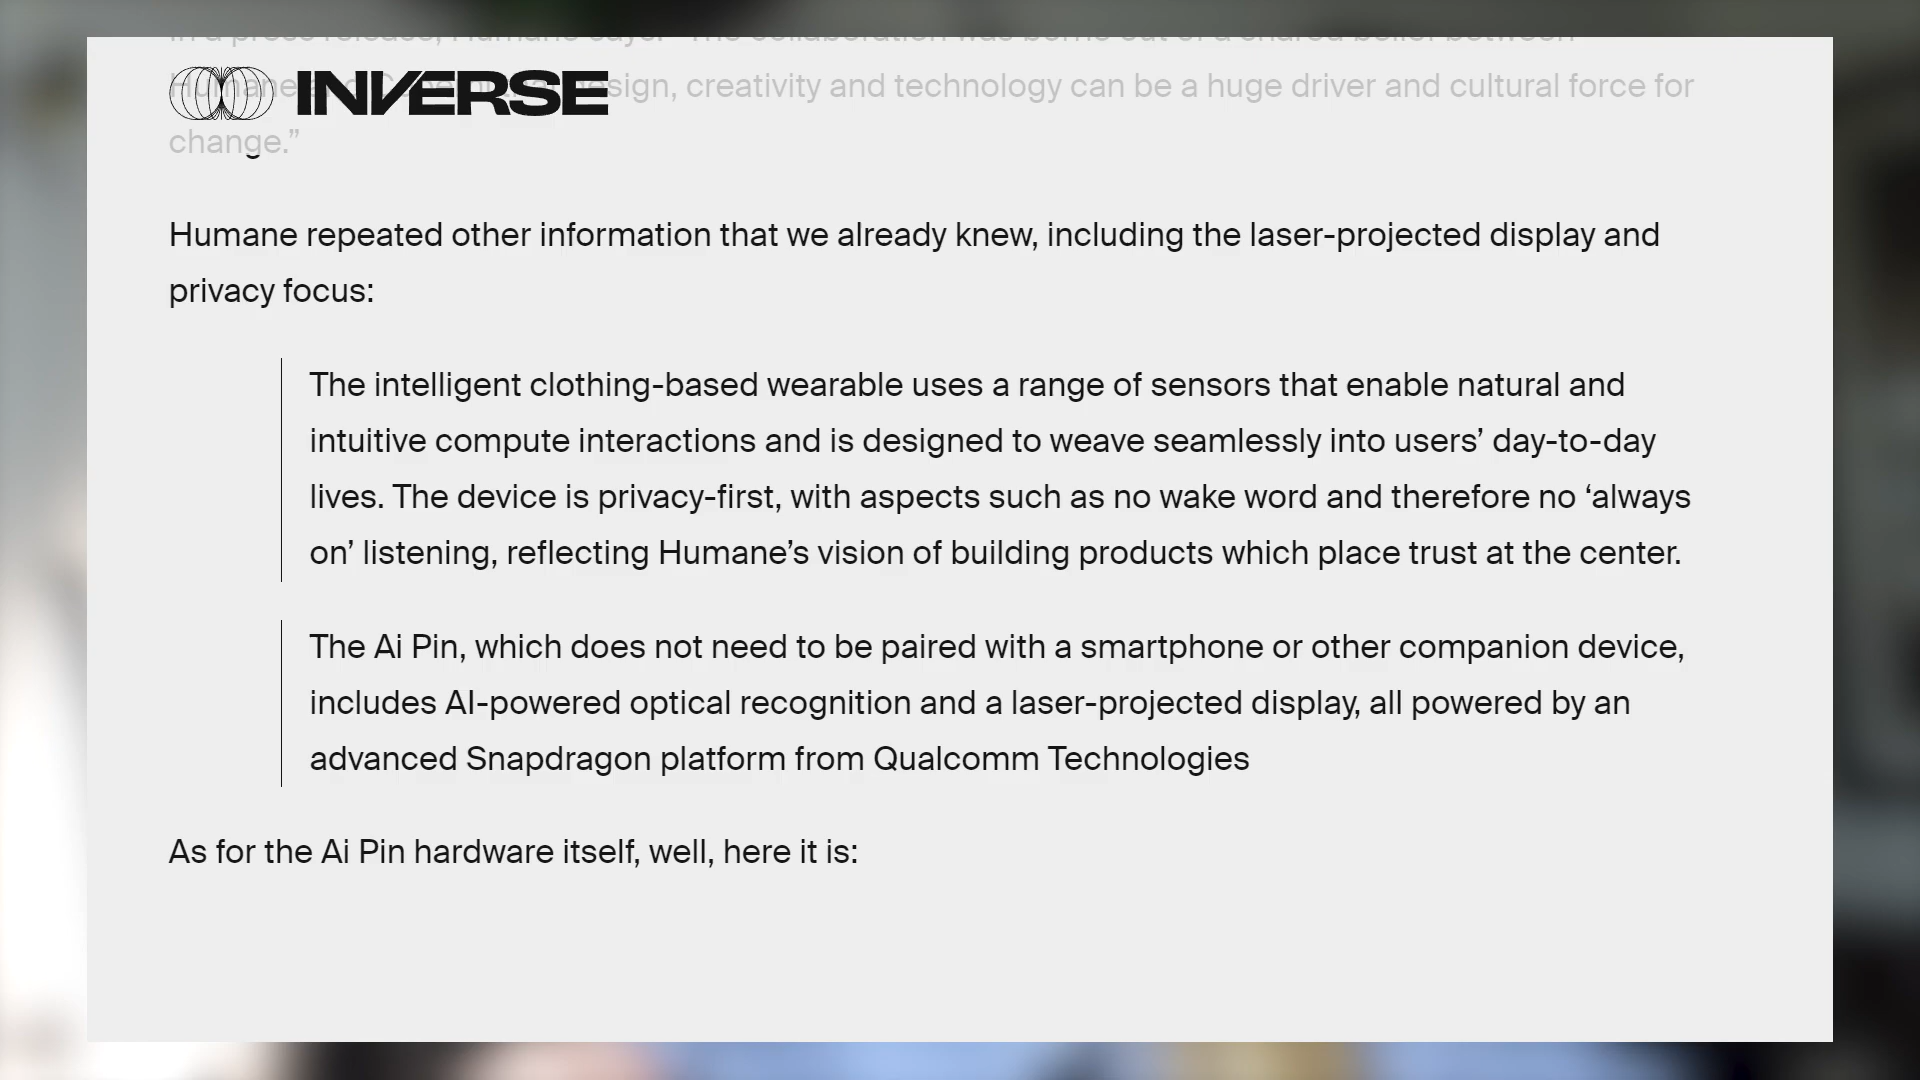 INVERSE
design, creativity and technology can be a huge driver and cultural force for
change.”
Humane repeated other information that we already knew, including the laser-projected display and
privacy focus:
The intelligent clothing-based wearable uses a range of sensors that enable natural and
intuitive compute interactions and is designed to weave seamlessly into users’ day-to-day
lives. The device is privacy-first, with aspects such as no wake word and therefore no ‘always
on’ listening, reflecting Humane’s vision of building products which place trust at the center.
The Ai Pin, which does not need to be paired with a smartphone or other companion device,
includes AI-powered optical recognition and a laser-projected display, all powered by an
advanced Snapdragon platform from Qualcomm Technologies
As for the Ai Pin hardware itself, well, here it is: